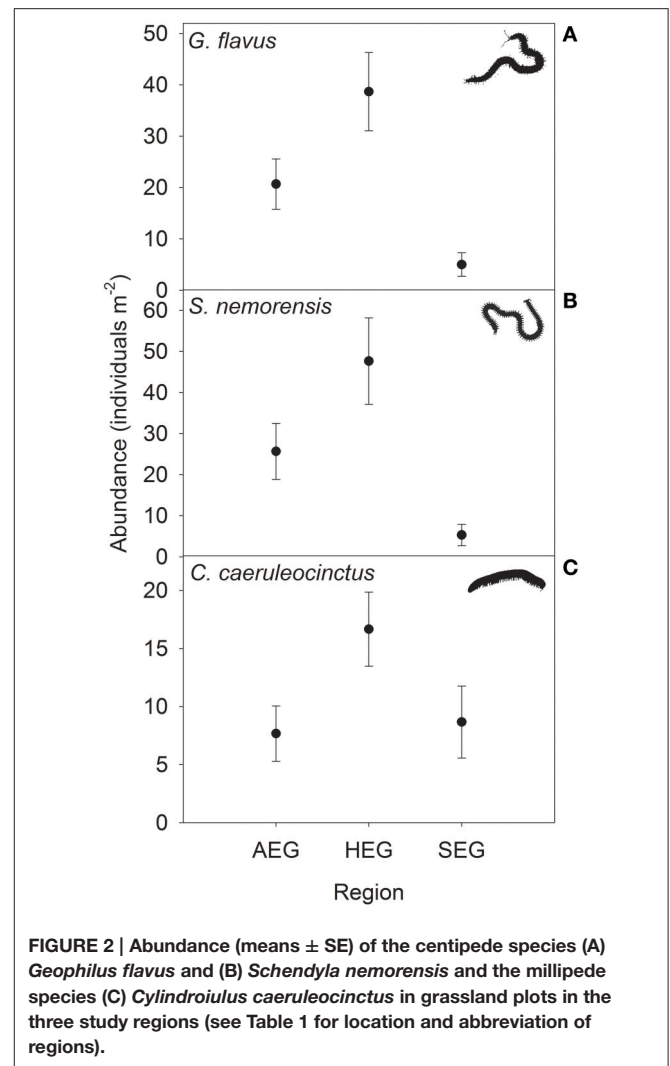 50
G. flavus
A
40
30
20
10
0
S. nemorensis
B
60
50
40
30
20
10
0
C. caeruleocinctus
C
20
15
10
5
0
Abundance (individuals m-2)
AEG HEG SEG
Region
FIGURE 2 | Abundance (means ± SE) of the centipede species (A)
Geophilus flavus and (B) Schendyla nemorensis and the millipede
species (C) Cylindroiulus caeruleocinctus in grassland plots in the
three study regions (see Table 1 for location and abbreviation of
regions).